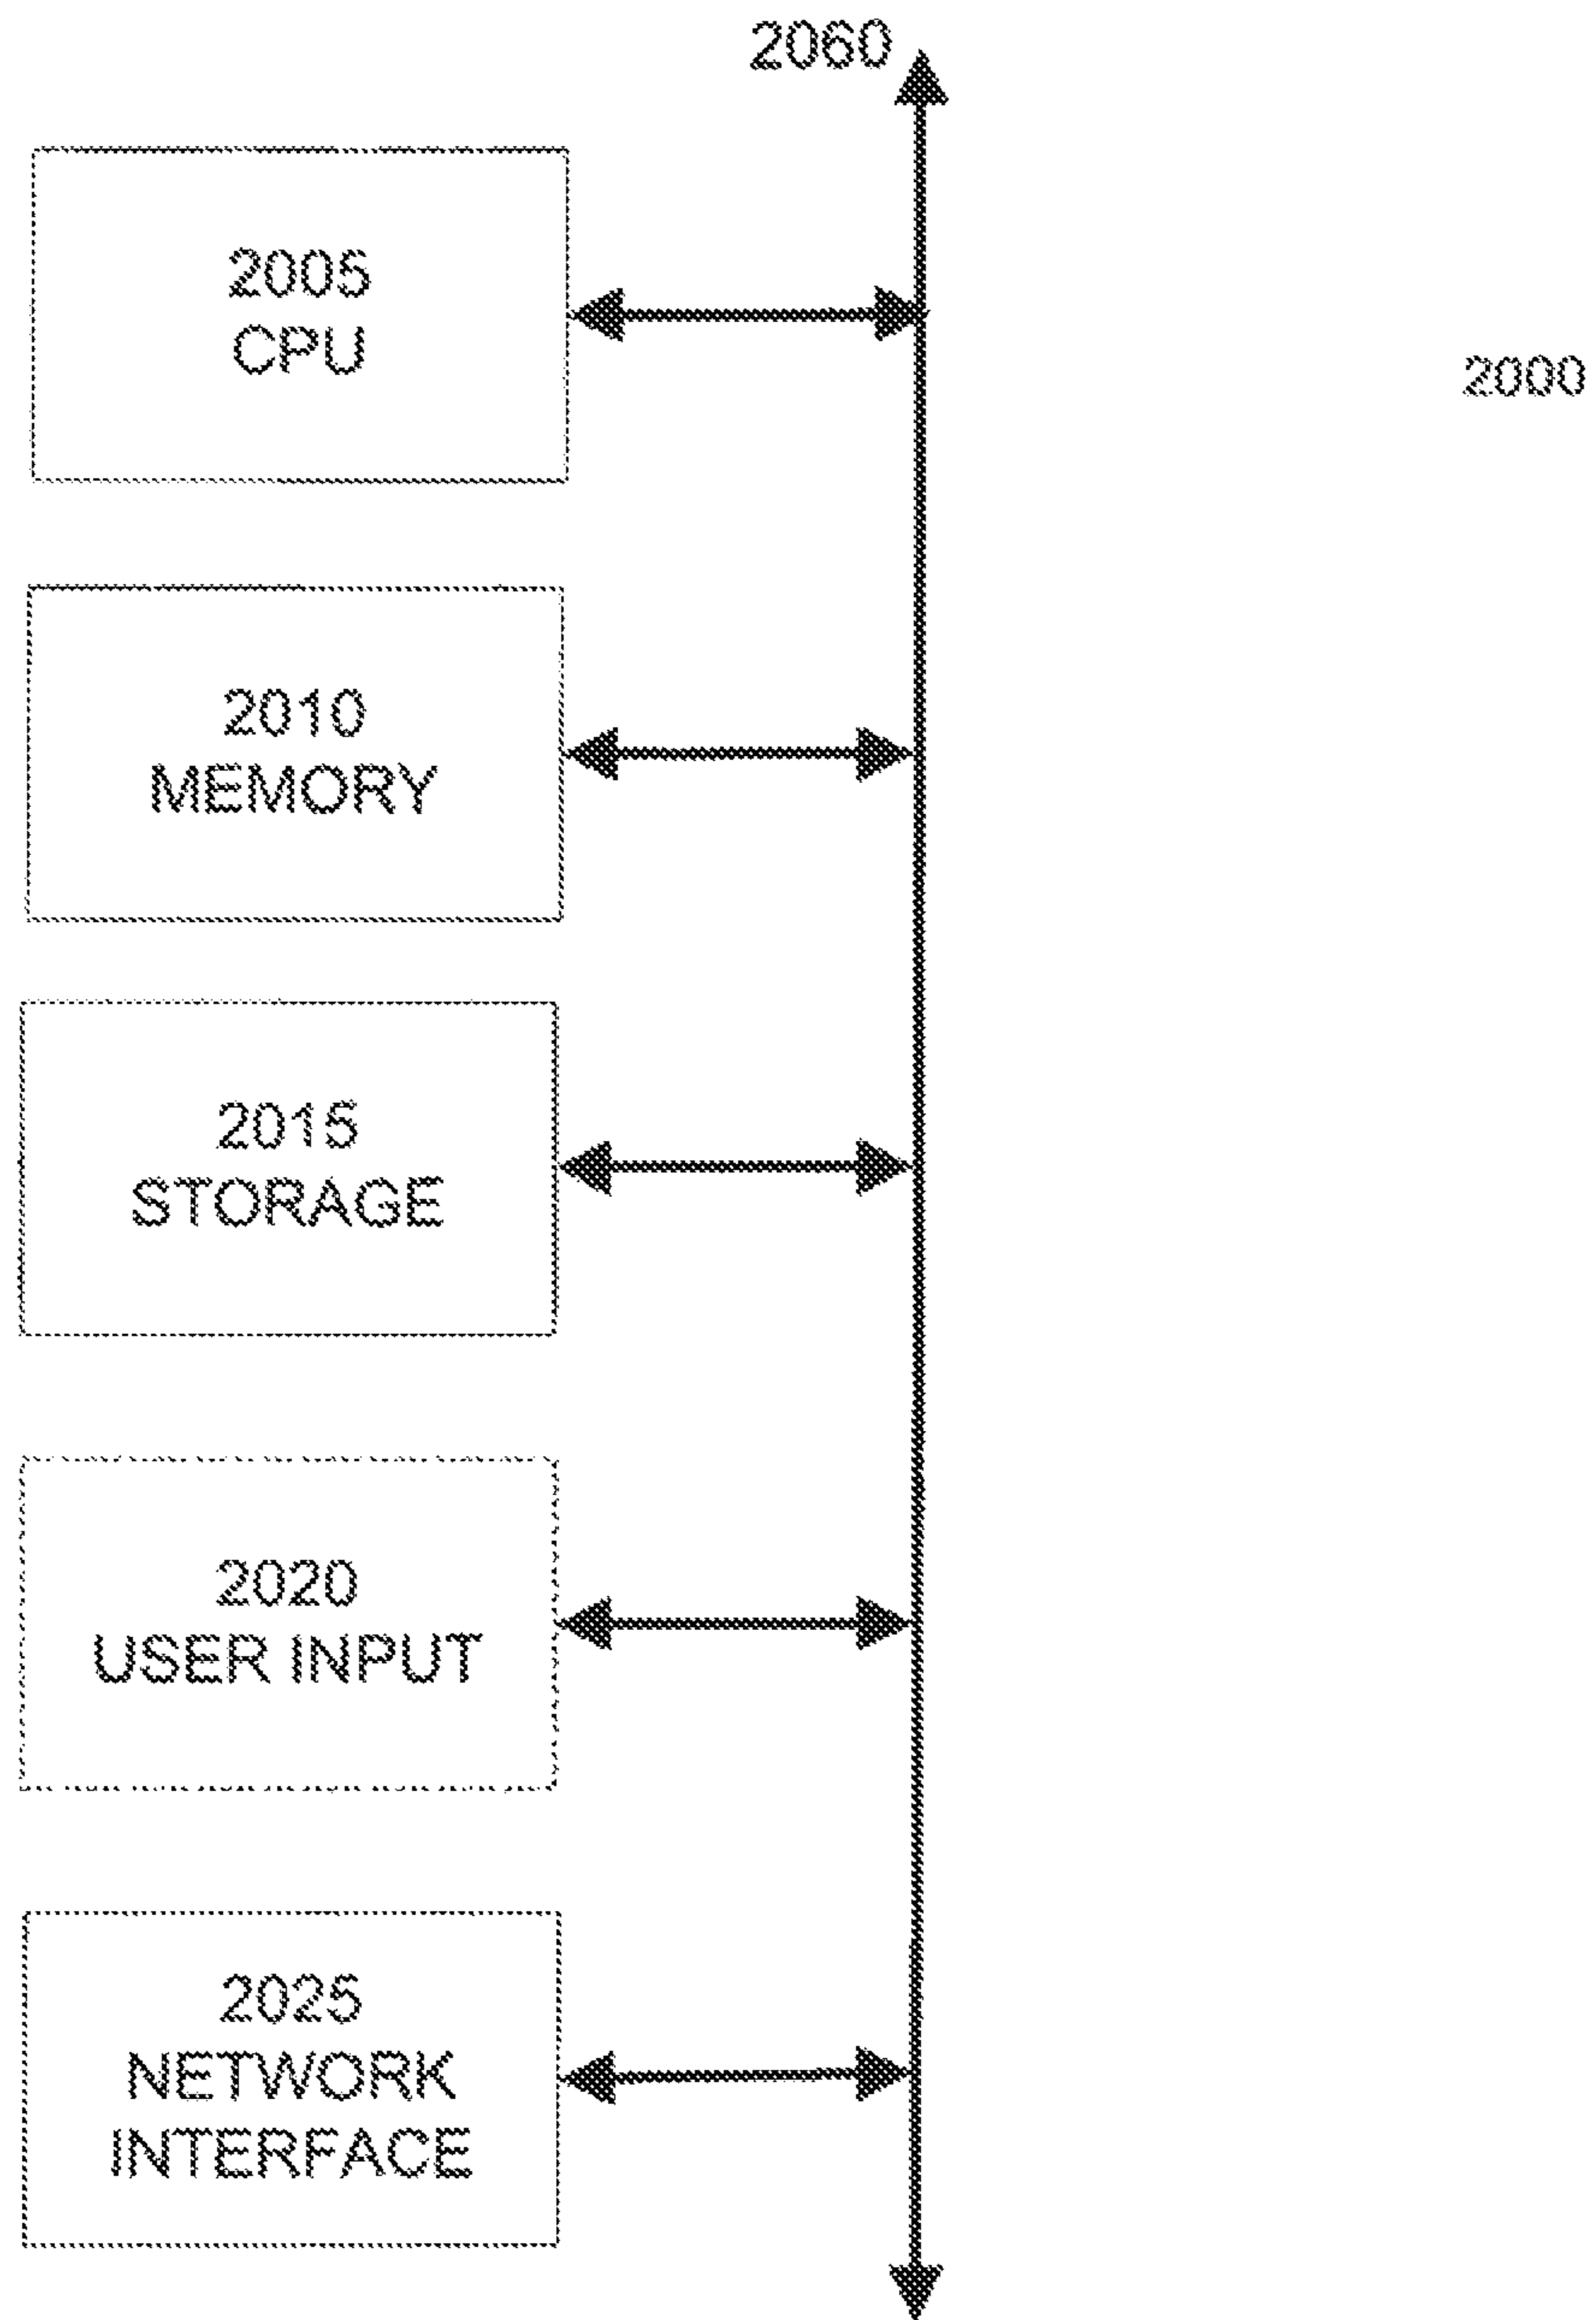 2060
2005
CPU
2000
2010
MEMORY
2015
STORAGE
2020
USER INPUT
2025
NETWORK
INTERFACE